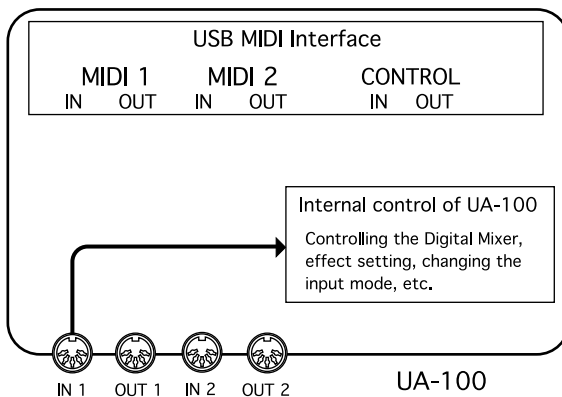 USB MIDI Interface
MIDI 1 MIDI 2 CONTROL
IN OUT IN OUT IN OUT
Internal control of UA-100
Controlling the Digital Mixer,
effect setting, changing the
input mode, etc.
IN 1 OUT 1 IN 2 OUT 2
UA-100